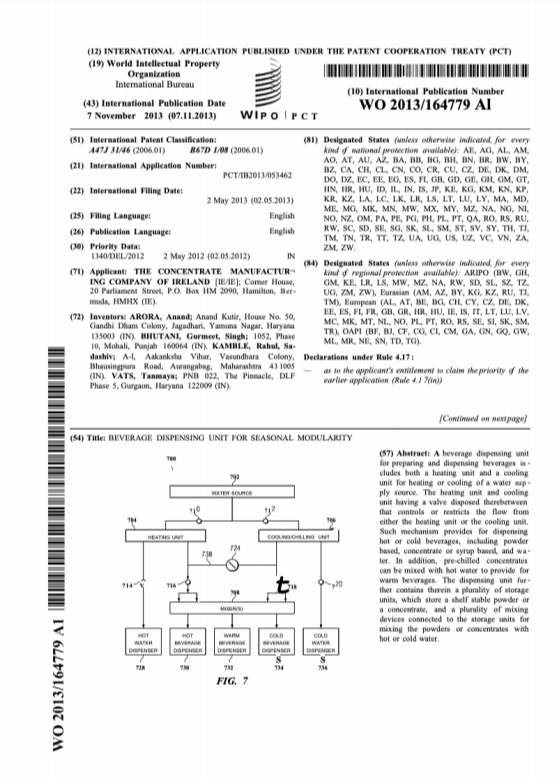 (12) INTERNATIONAL APPLICATION PUBLISHED UNDER THE PATENT COOPERATION TREATY (PCT)
(19) World Intellectual Property
Organization
International Bureau
(43) International Publication Date
7 November 2013 (07.11.2013)
WIPO | PCT
(10) International Publication Number
WO 2013/164779 A1
(51) International Patent Classification:
A47J 31/46 (2006.01) B67D 1/08 (2006.01)
(21) International Application Number:
PCT/IB2013/053462
(22) International Filing Date:
2 May 2013 (02.05.2013)
(25) Filing Language: English
(26) Publication Language: English
(30) Priority Data:
1340/DEL/2012 2 May 2012 (02.05.2012) IN
(71) Applicant: THE CONCENTRATE MANUFACTUR-
ING COMPANY OF IRELAND [IE/IE]; Corner House,
20 Parliament Street, P.O. Box HM 2090, Hamilton, Ber-
muda, HMHX (IE).
(72) Inventors: ARORA, Anand; Anand Kutir, House No. 50,
Gandhi Dham Colony, Jagadhari, Yamuna Nagar, Haryana
135003 (IN). BHUTANI, Gurmeet, Singh; 1052, Phase
10, Mohali, Punjab 160064 (IN). KAMBLE, Rahul, Sa-
dashiv; A-1, Aakanksha Vihar, Vasundhara Colony,
Bhausingpura Road, Aurangabag, Maharashtra 431005
(IN). VATS, Tanmaya; PNB 022, The Pinnacle, DLF
Phase 5, Gurgaon, Haryana 122009 (IN).
(81) Designated States (unless otherwise indicated, for every
kind of national protection available): AE, AG, AL, AM,
AO, AT, AU, AZ, BA, BB, BG, BH, BN, BR, BW, BY,
BZ, CA, CH, CL, CN, CO, CR, CU, CZ, DE, DK, DM,
DO, DZ, EC, EE, EG, ES, FI, GB, GD, GE, GH, GM, GT,
HN, HR, HU, ID, IL, IN, IS, JP, KE, KG, KM, KN, KP,
KR, KZ, LA, LC, LK, LR, LS, LT, LU, LY, MA, MD,
ME, MG, MK, MN, MW, MX, MY, MZ, NA, NG, NI,
NO, NZ, OM, PA, PE, PG, PH, PL, PT, QA, RO, RS, RU,
RW, SC, SD, SE, SG, SK, SL, SM, ST, SV, SY, TH, TJ,
TM, TN, TR, TT, TZ, UA, UG, US, UZ, VC, VN, ZA,
ZM, ZW.
(84) Designated States (unless otherwise indicated, for every
kind of regional protection available): ARIPO (BW, GH,
GM, KE, LR, LS, MW, MZ, NA, RW, SD, SL, SZ, TZ,
UG, ZM, ZW), Eurasian (AM, AZ, BY, KG, KZ, RU, TJ,
TM), European (AL, AT, BE, BG, CH, CY, CZ, DE, DK,
EE, ES, FI, FR, GB, GR, HR, HU, IE, IS, IT, LT, LU, LV,
MC, MK, MT, NL, NO, PL, PT, RO, RS, SE, SI, SK, SM,
TR), OAPI (BF, BJ, CF, CG, CI, CM, GA, GN, GQ, GW,
ML, MR, NE, SN, TD, TG).
Declarations under Rule 4.17:
— as to the applicant's entitlement to claim the priority of the
earlier application (Rule 4.17(iii))
[Continued on nextpage]
(54) Title: BEVERAGE DISPENSING UNIT FOR SEASONAL MODULARITY
700
702
WATER SOURCE
710 712
704 706
HEATING UNIT COOLING/CHILLING UNIT
738 724
714 716 t 718 720
708
MIXER(S)
HOT WATER DISPENSER
HOT BEVERAGE DISPENSER
WARM BEVERAGE DISPENSER
COLD BEVERAGE DISPENSER
COLD WATER DISPENSER
S S
728 730 732 734 736
FIG. 7
(57) Abstract: A beverage dispensing unit
for preparing and dispensing beverages in-
cludes both a heating unit and a cooling
unit for heating or cooling of a water sup-
ply source. The heating unit and cooling
unit having a valve disposed therebetween
that controls or restricts the flow from
either the heating unit or the cooling unit.
Such mechanism provides for dispensing
hot or cold beverages, including powder
based, concentrate or syrup based, and wa-
ter. In addition, pre-chilled concentrates
can be mixed with hot water to provide for
warm beverages. The dispensing unit fur-
ther contains therein a plurality of storage
units, which store a shelf stable powder or
a concentrate, and a plurality of mixing
devices connected to the storage units for
mixing the powders or concentrates with
hot or cold water.
WO 2013/164779 A1